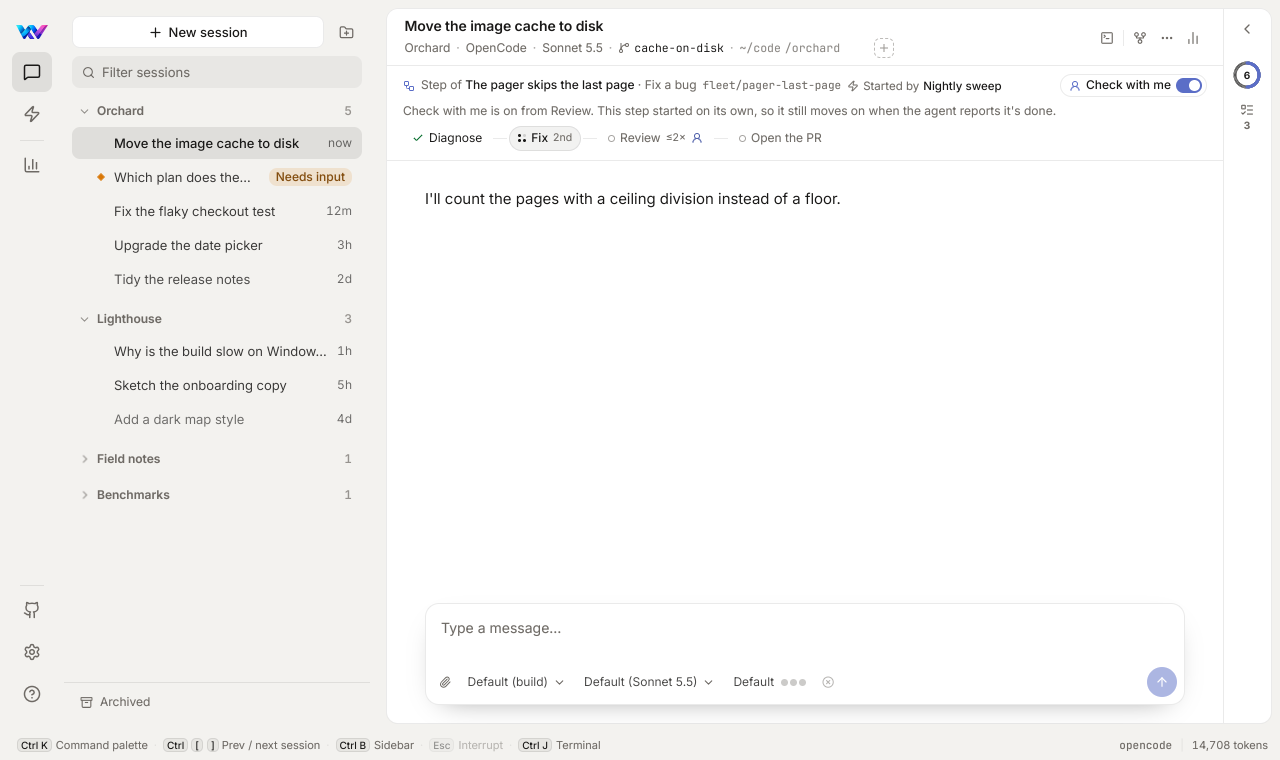 New session
Filter sessions
Orchard 5
Move the image cache to disk now
Which plan does the... Needs input
Fix the flaky checkout test 12m
Upgrade the date picker 3h
Tidy the release notes 2d
Lighthouse 3
Why is the build slow on Window... 1h
Sketch the onboarding copy 5h
Add a dark map style 4d
Field notes 1
Benchmarks 1
Archived
Move the image cache to disk
Orchard · OpenCode · Sonnet 5.5 · cache-on-disk · ~/code/orchard
Step of The pager skips the last page · Fix a bug fleet/pager-last-page Started by Nightly sweep Check with me
Check with me is on from Review. This step started on its own, so it still moves on when the agent reports it's done.
Diagnose Fix 2nd Review ≤2× Open the PR
I'll count the pages with a ceiling division instead of a floor.
Type a message...
Default (build) Default (Sonnet 5.5) Default
6
3
Ctrl K Command palette · Ctrl [ ] Prev / next session · Ctrl B Sidebar · Esc Interrupt · Ctrl J Terminal
opencode 14,708 tokens